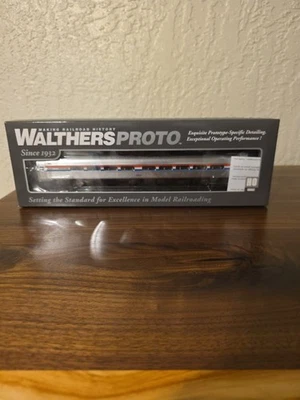 MAKING RAILROAD HISTORY
WALTHERSPROTO™
Since 1932
Exquisite Prototype-Specific Detailing,
Exceptional Operating Performance!
Setting the Standard for Excellence in Model Railroading